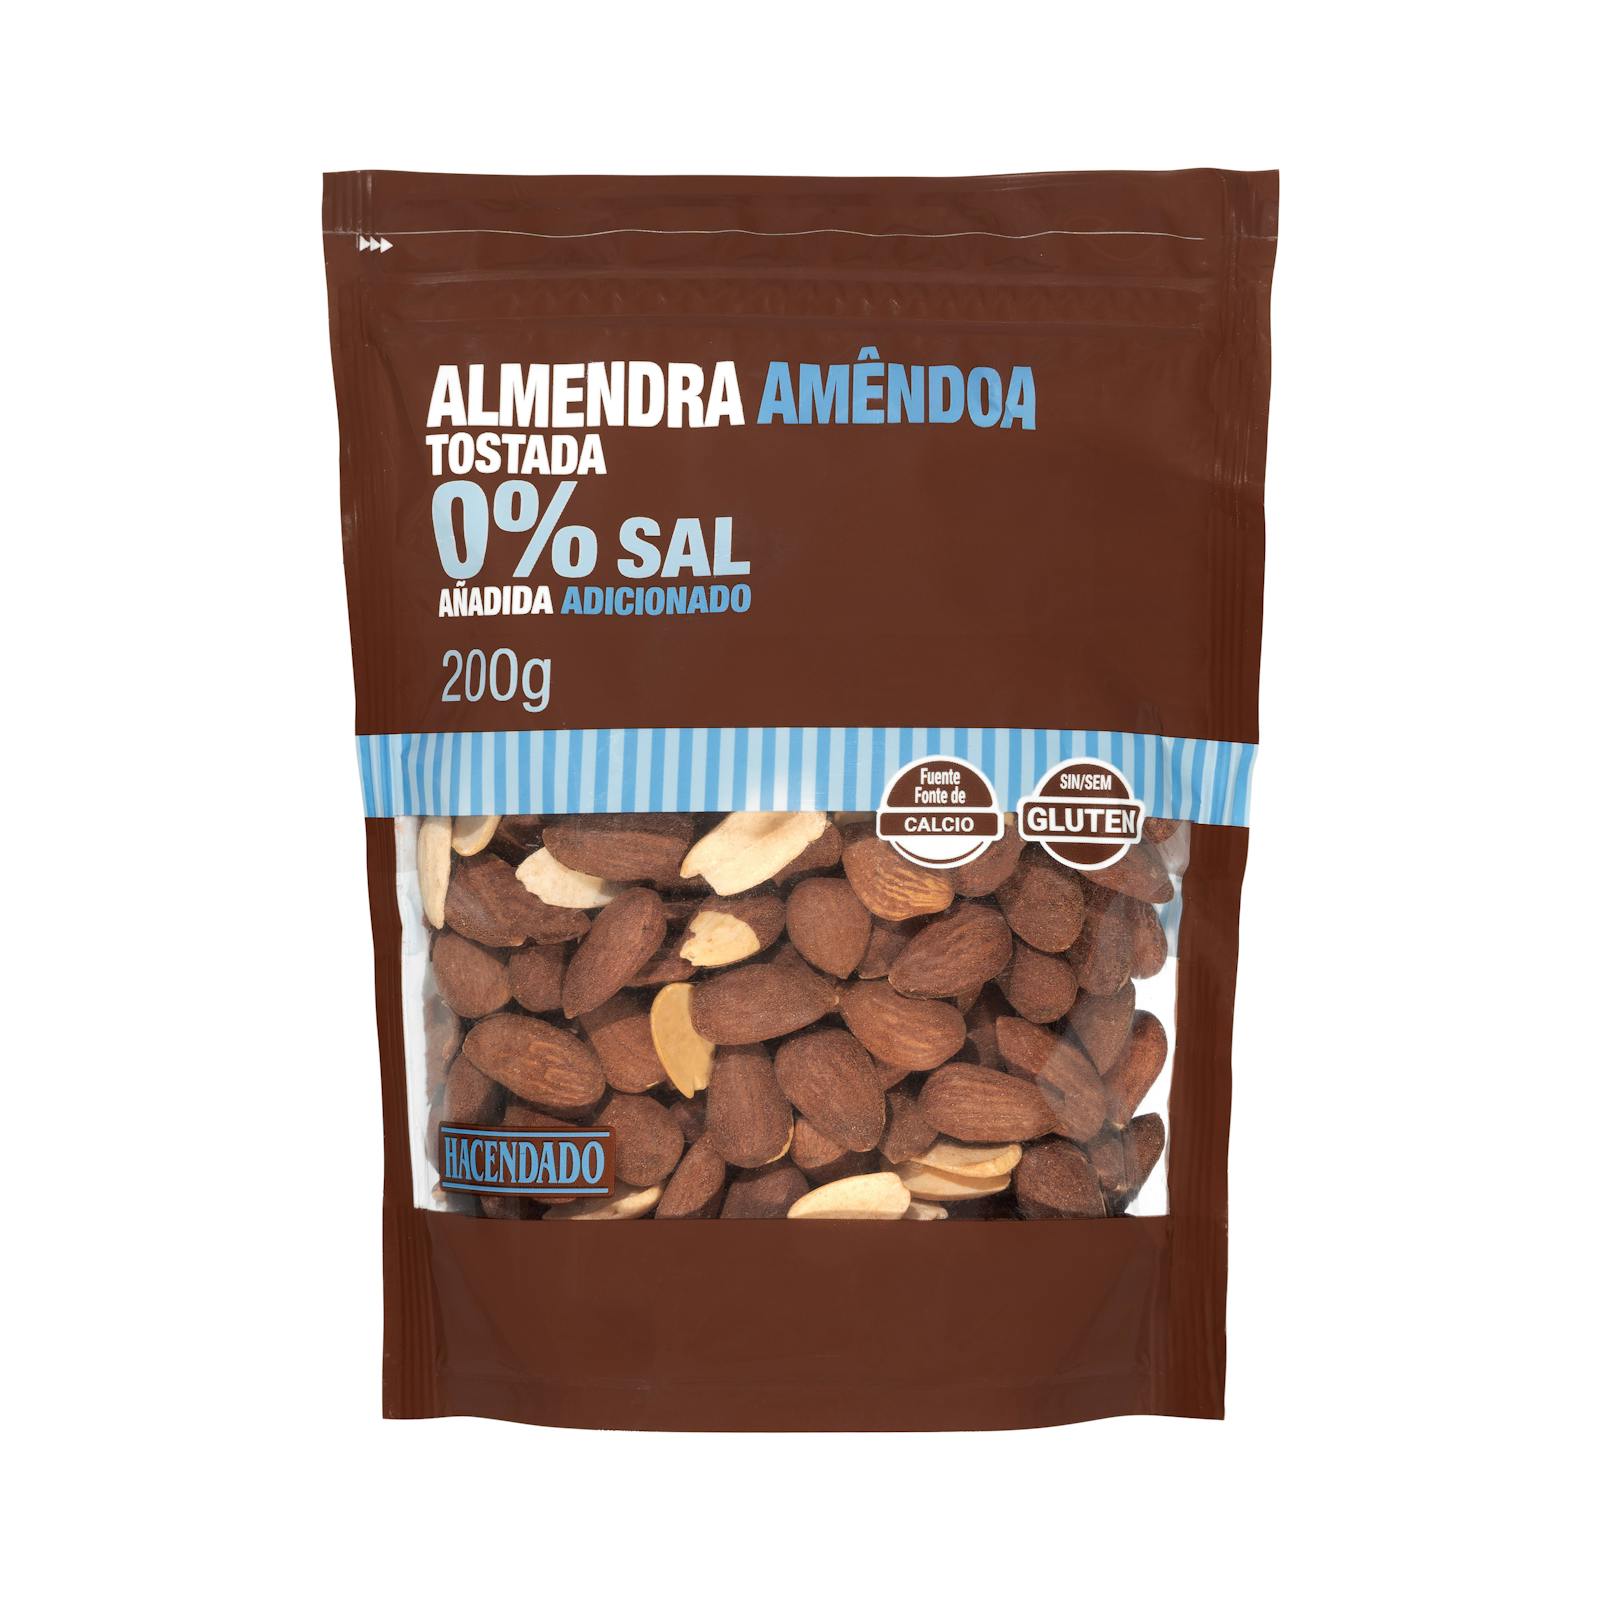 ALMENDRA AMÊNDOA
TOSTADA
0% SAL
AÑADIDA ADICIONADO
200g
Fuente
Fonte de
CALCIO
SIN/SEM
GLUTEN
HACENDADO